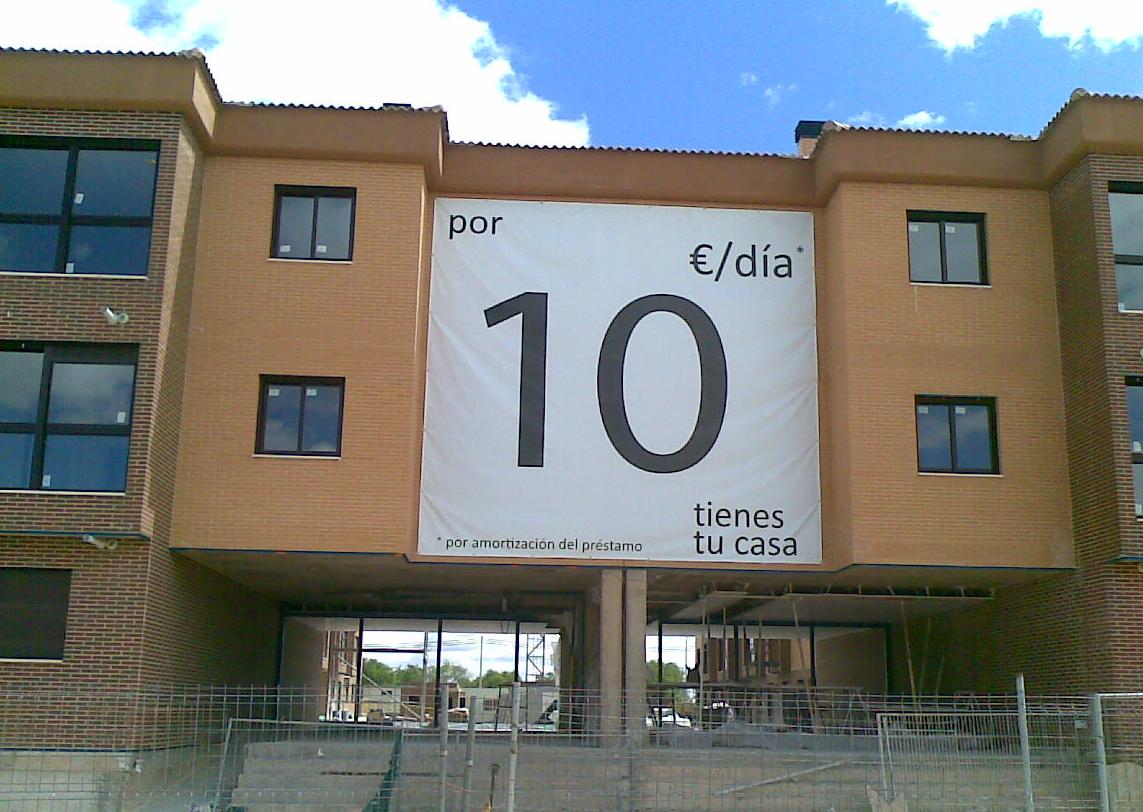 por
€/día*
10
tienes
tu casa
* por amortización del préstamo